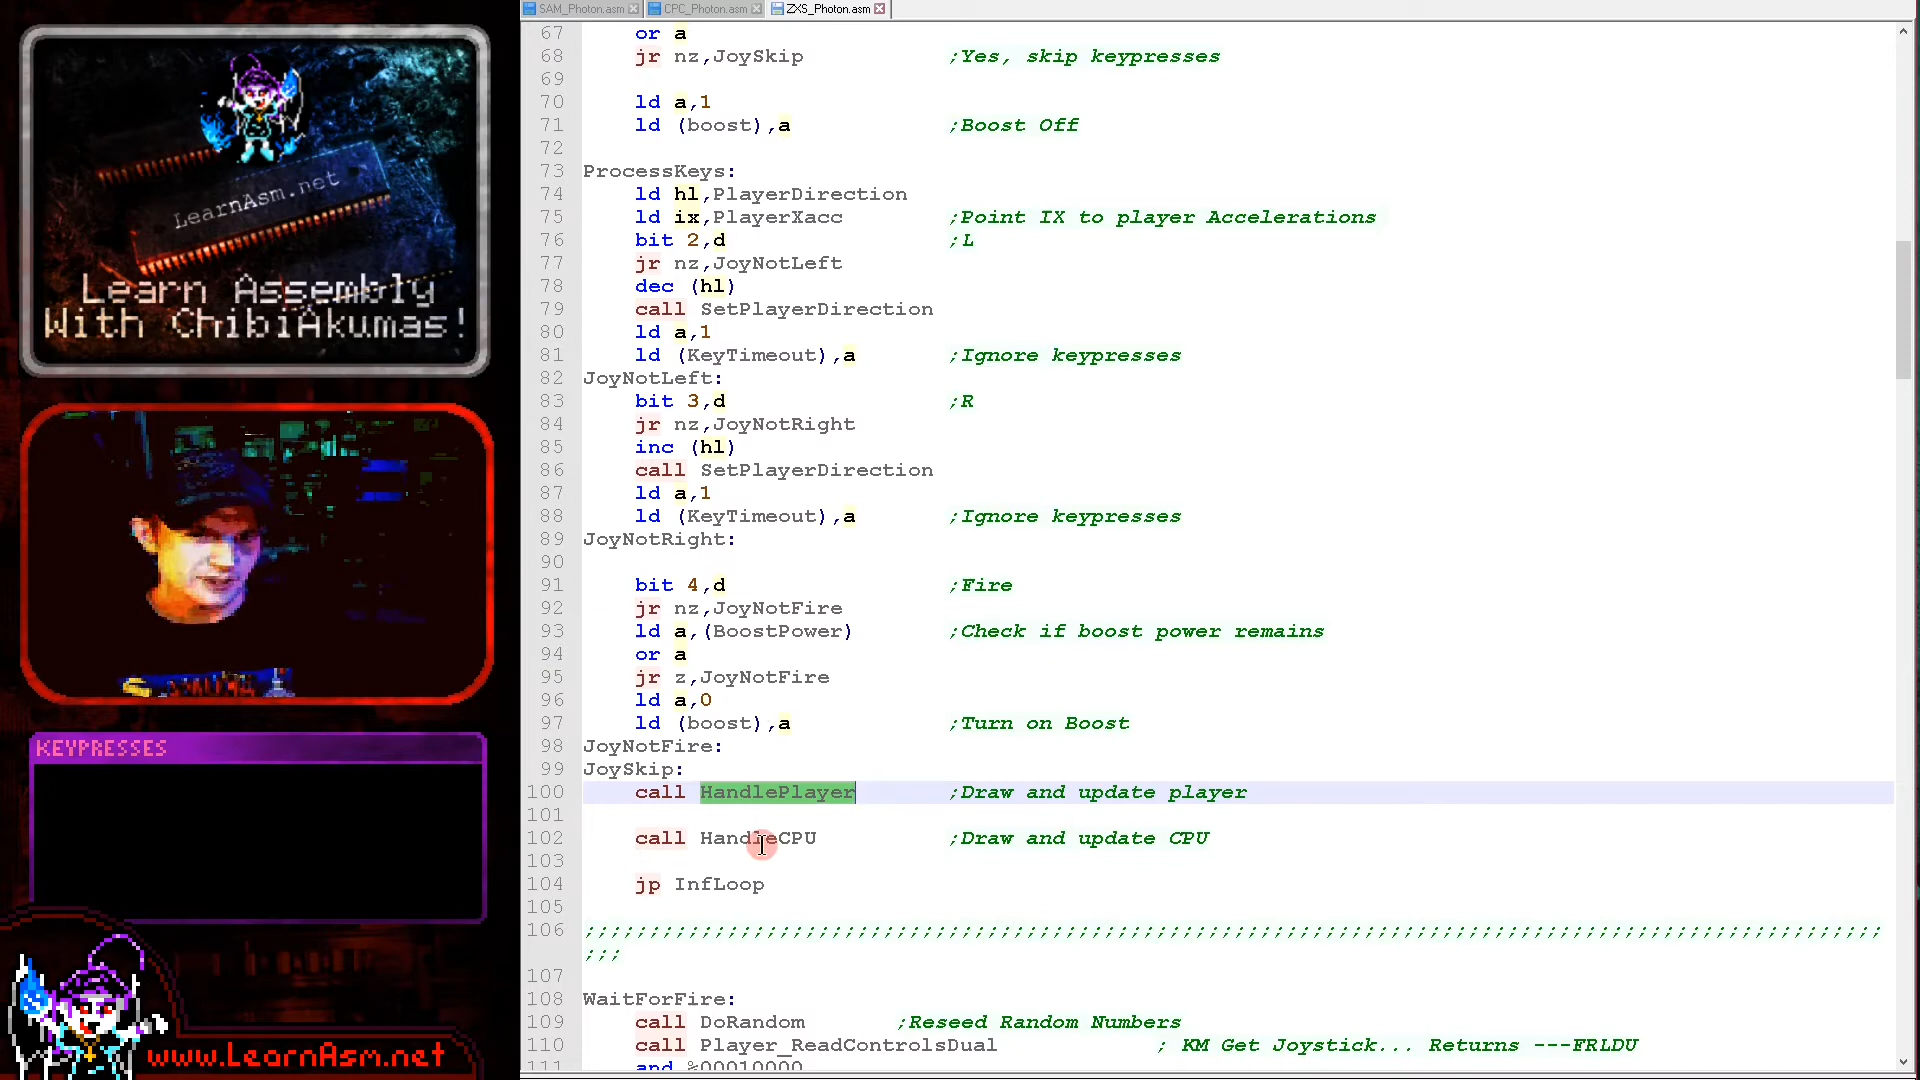 SAM_Photon.asm CPC_Photon.asm ZXS_Photon.asm
LearnAsm.net
Learn Assembly
With ChibiAkumas!
KEYPRESSES
www.LearnAsm.net
67 or a
68 jr nz,JoySkip ;Yes, skip keypresses
69
70 ld a,1
71 ld (boost),a ;Boost Off
72
73 ProcessKeys:
74 ld hl,PlayerDirection
75 ld ix,PlayerXacc ;Point IX to player Accelerations
76 bit 2,d ;L
77 jr nz,JoyNotLeft
78 dec (hl)
79 call SetPlayerDirection
80 ld a,1
81 ld (KeyTimeout),a ;Ignore keypresses
82 JoyNotLeft:
83 bit 3,d ;R
84 jr nz,JoyNotRight
85 inc (hl)
86 call SetPlayerDirection
87 ld a,1
88 ld (KeyTimeout),a ;Ignore keypresses
89 JoyNotRight:
90
91 bit 4,d ;Fire
92 jr nz,JoyNotFire
93 ld a,(BoostPower) ;Check if boost power remains
94 or a
95 jr z,JoyNotFire
96 ld a,0
97 ld (boost),a ;Turn on Boost
98 JoyNotFire:
99 JoySkip:
100 call HandlePlayer ;Draw and update player
101
102 call HandleCPU ;Draw and update CPU
103
104 jp InfLoop
105
106 ;;;;;;;;;;;;;;;;;;;;;;;;;;;;;;;;;;;;;;;;;;;;;;;;;;;;;;;;;;;;;;;;;;;;;;;;;;;;;;;;;;;;;;;;;;;;;;;;;;;;
;;;
107
108 WaitForFire:
109 call DoRandom ;Reseed Random Numbers
110 call Player_ReadControlsDual ; KM Get Joystick... Returns ---FRLDU
111 and %00010000